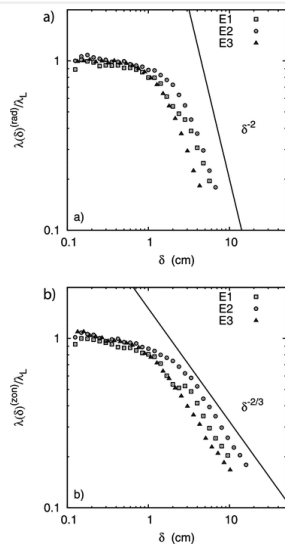 a)
E1
E2
E3
1
λ(δ)^(rad)/λ_L
δ^-2
a)
0.1
0.1
1
10
δ (cm)
b)
E1
E2
E3
1
λ(δ)^(zon)/λ_L
δ^-2/3
b)
0.1
0.1
1
10
δ (cm)